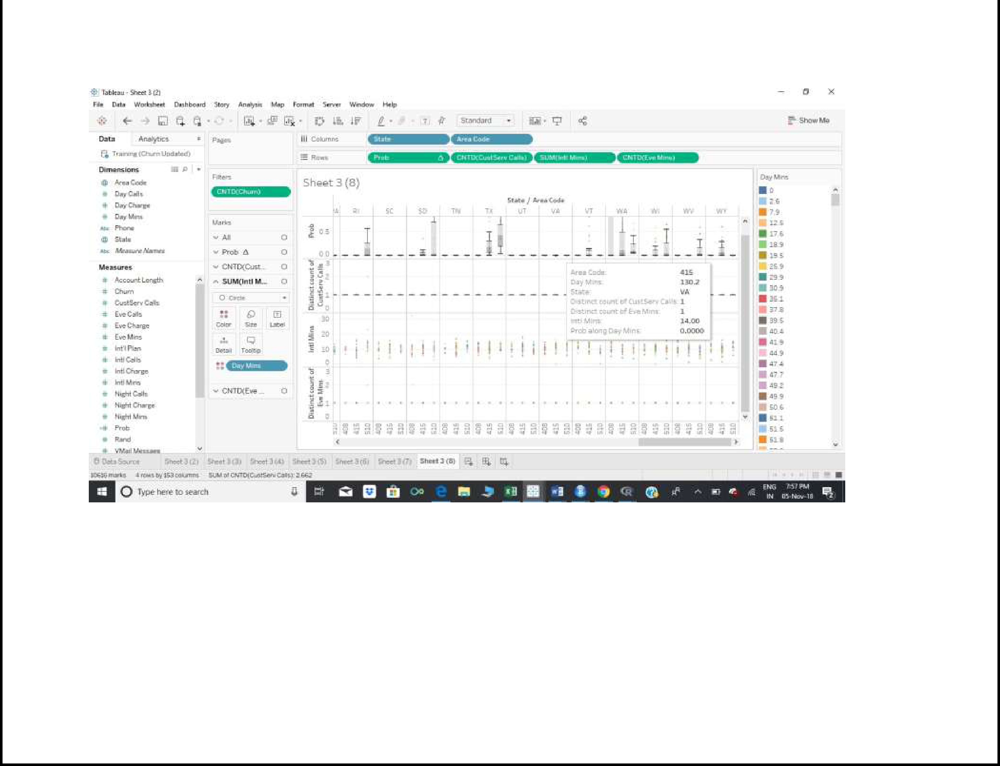 Tableau - Sheet 3 (2)
File Data Worksheet Dashboard Story Analysis Map Format Server Window Help
Standard
Show Me
Data Analytics
Training (Churn Updated)
Dimensions
Area Code
Day Calls
Day Charge
Day Mins
Abc Phone
State
Abc Measure Names
Measures
# Account Length
# Churn
# CustServ Calls
# Eve Calls
# Eve Charge
# Eve Mins
# Int'l Plan
# Intl Calls
# Intl Charge
# Intl Mins
# Night Calls
# Night Charge
# Night Mins
Prob
# Rand
# VMail Message
Pages
Filters
CNTD(Churn)
Marks
All
Prob Δ
CNTD(Cust...
SUM(Intl M...
Circle
Color Size Label
Detail Tooltip
Day Mins
CNTD(Eve ...
Columns State Area Code
Rows Prob Δ CNTD(CustServ Calls) SUM(Intl Mins) CNTD(Eve Mins)
Sheet 3 (8)
State / Area Code
RI SC SD TN TX UT VA VT WA WI WV WY
Prob
0.5
0.0
Distinct count of
CustServ Calls
3
2
1
0
Intl Mins
30
20
10
0
Distinct count of
Eve Mins
3
2
1
0
Area Code: 415
Day Mins: 130.2
State: VA
Distinct count of CustServ Calls: 1
Distinct count of Eve Mins: 1
Intl Mins: 14.00
Prob along Day Mins: 0.0000
510 408 415 510 408 415 510 408 415 510 408 415 510 408 415 510 408 415 510 408 415 510 408 415 510 408 415 510 408 415 510 408 415 510 408 415 510
Day Mins
0
2.6
7.9
12.5
17.6
18.9
19.5
25.9
29.9
30.9
35.1
37.8
39.5
40.4
41.9
44.9
47.4
47.7
49.2
49.9
50.6
51.1
51.5
51.8
Data Source Sheet 3 (2) Sheet 3 (3) Sheet 3 (4) Sheet 3 (5) Sheet 3 (6) Sheet 3 (7) Sheet 3 (8)
10616 marks 4 rows by 153 columns SUM of CNTD(CustServ Calls): 2,662
Type here to search
ENG 7:57 PM
IN 05-Nov-18
2